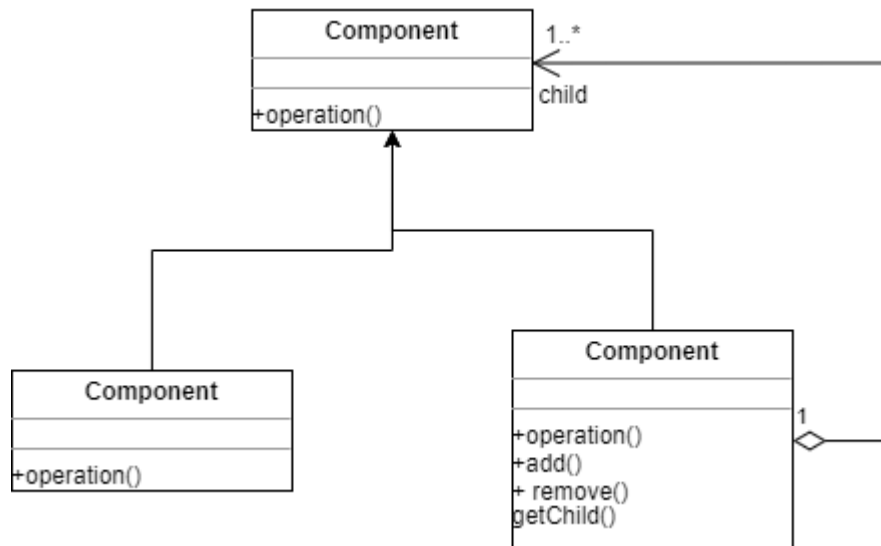 Component
1..*
child
+operation()
Component
+operation()
Component
1
+operation()
+add()
+ remove()
getChild()